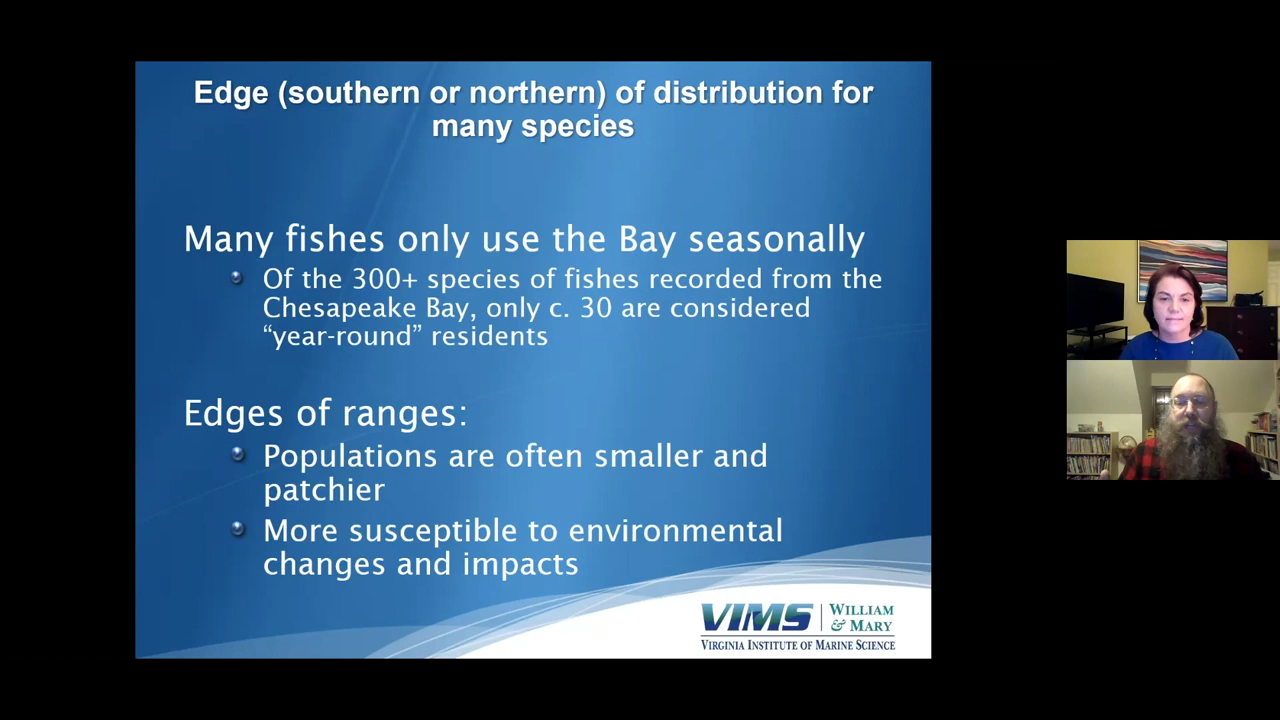 Edge (southern or northern) of distribution for
many species
Many fishes only use the Bay seasonally
Of the 300+ species of fishes recorded from the
Chesapeake Bay, only c. 30 are considered
“year-round” residents
Edges of ranges:
Populations are often smaller and
patchier
More susceptible to environmental
changes and impacts
VIMS | WILLIAM
& MARY
VIRGINIA INSTITUTE OF MARINE SCIENCE